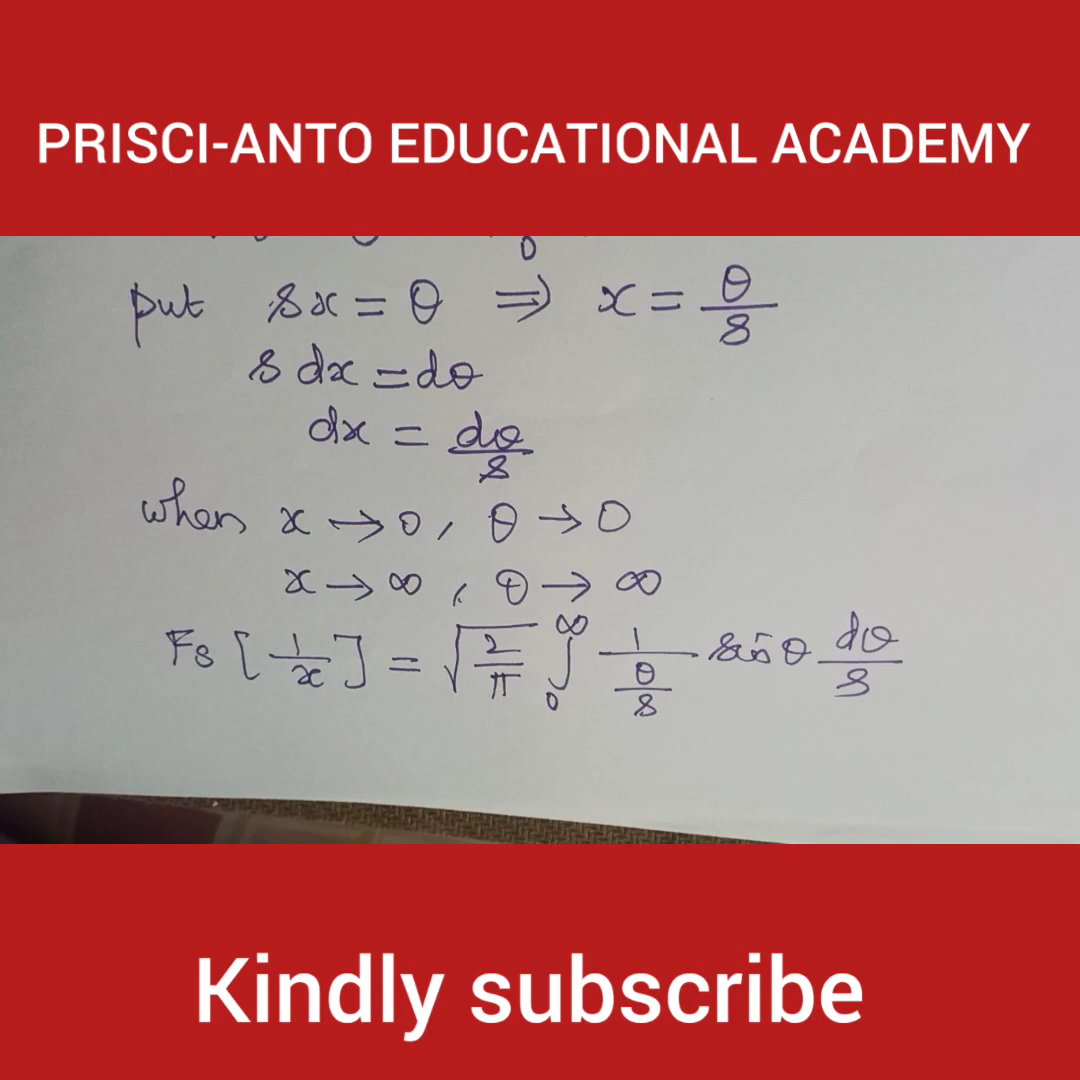 PRISCI-ANTO EDUCATIONAL ACADEMY
put sx = θ ⇒ x = θ/s
s dx = dθ
dx = dθ/s
when x → 0, θ → 0
x → ∞, θ → ∞
Fs [1/x] = √(2/π) ∫₀^∞ 1/(θ/s) sin θ dθ/s
Kindly subscribe